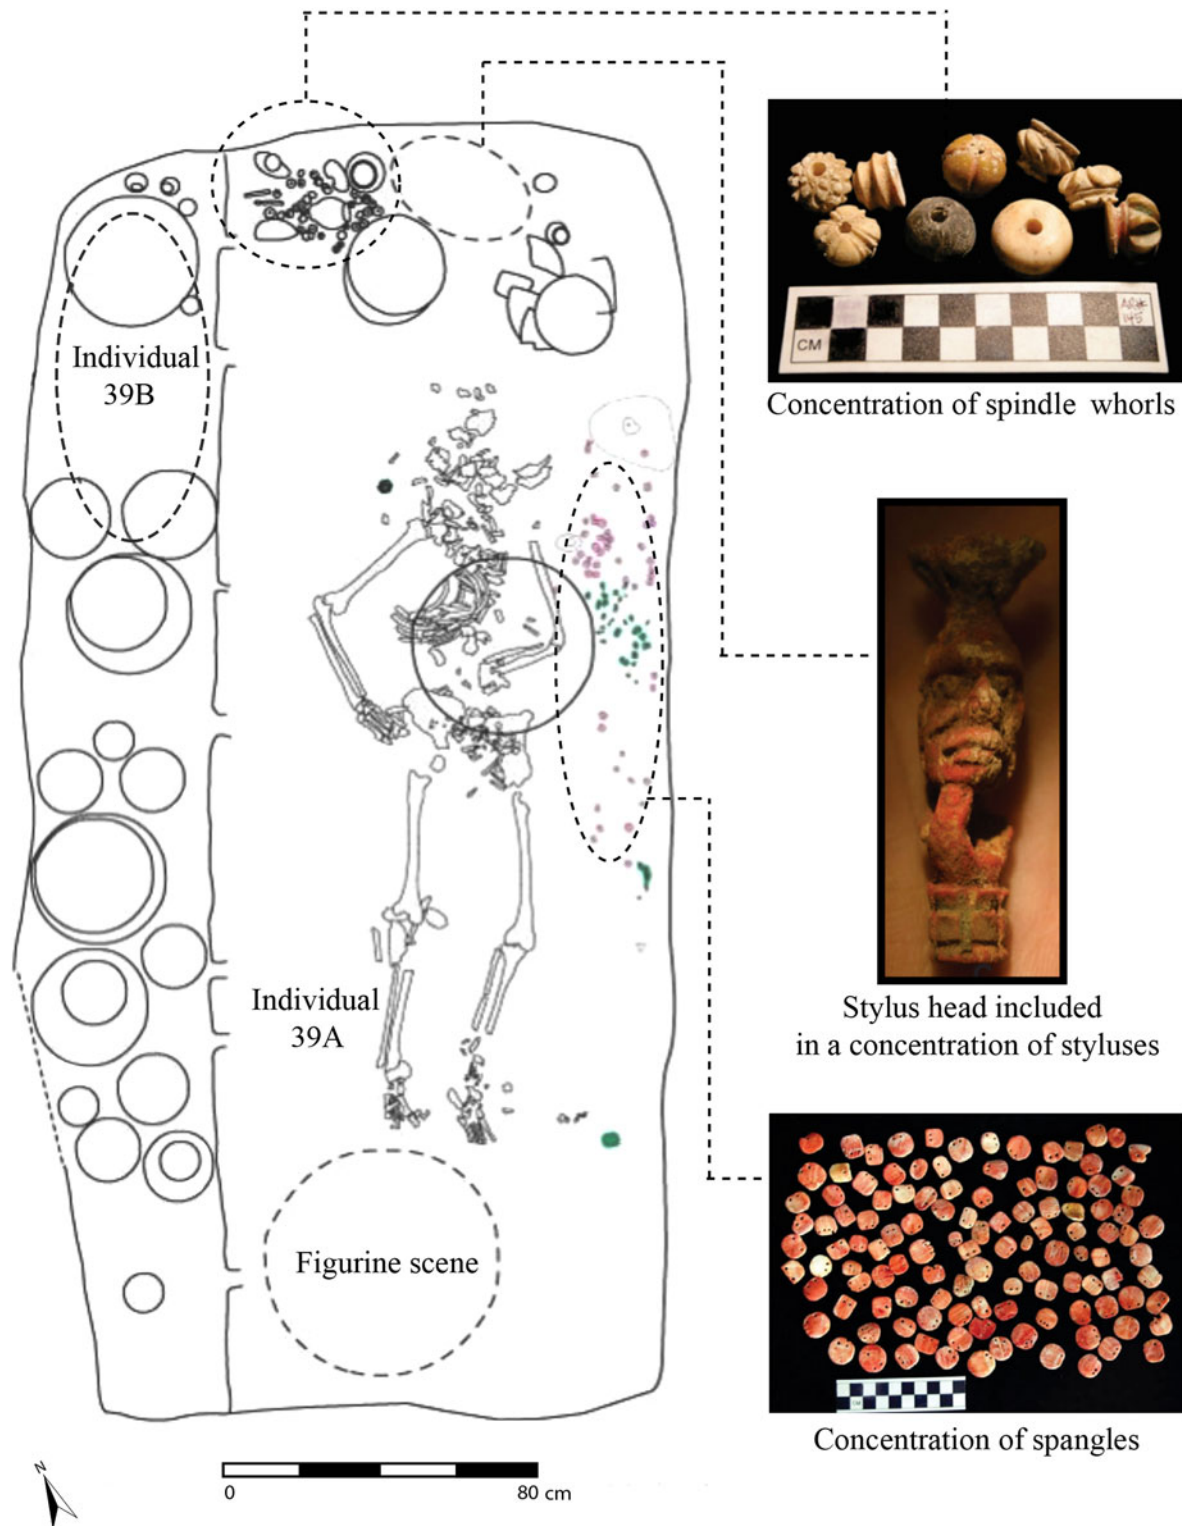 Individual
39B
CM
Concentration of spindle whorls
Stylus head included
in a concentration of styluses
Individual
39A
Figurine scene
Concentration of spangles
N
0
80 cm